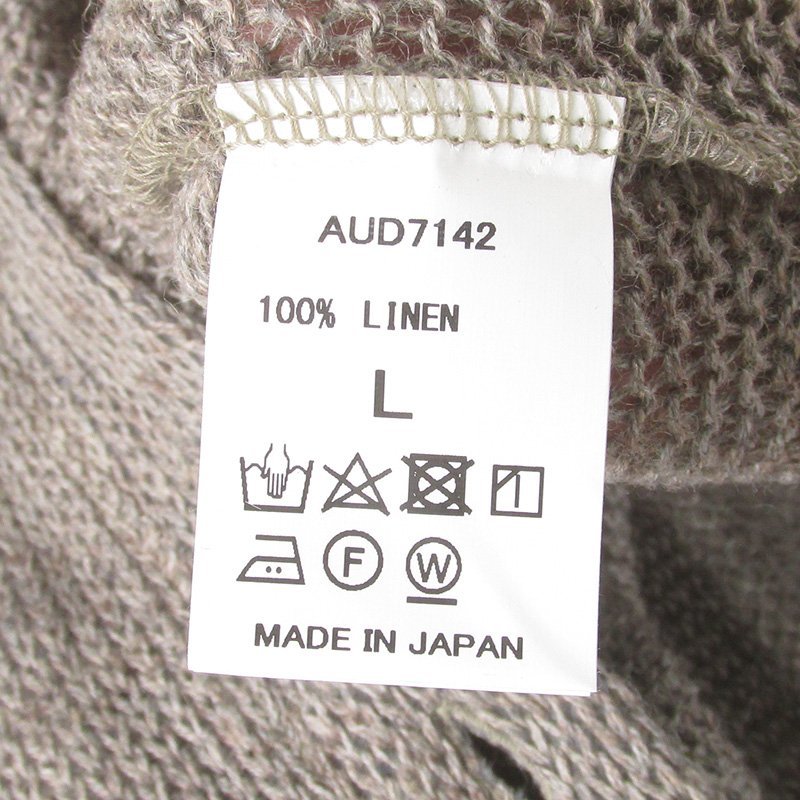 AUD7142
100% LINEN
L
F W
MADE IN JAPAN